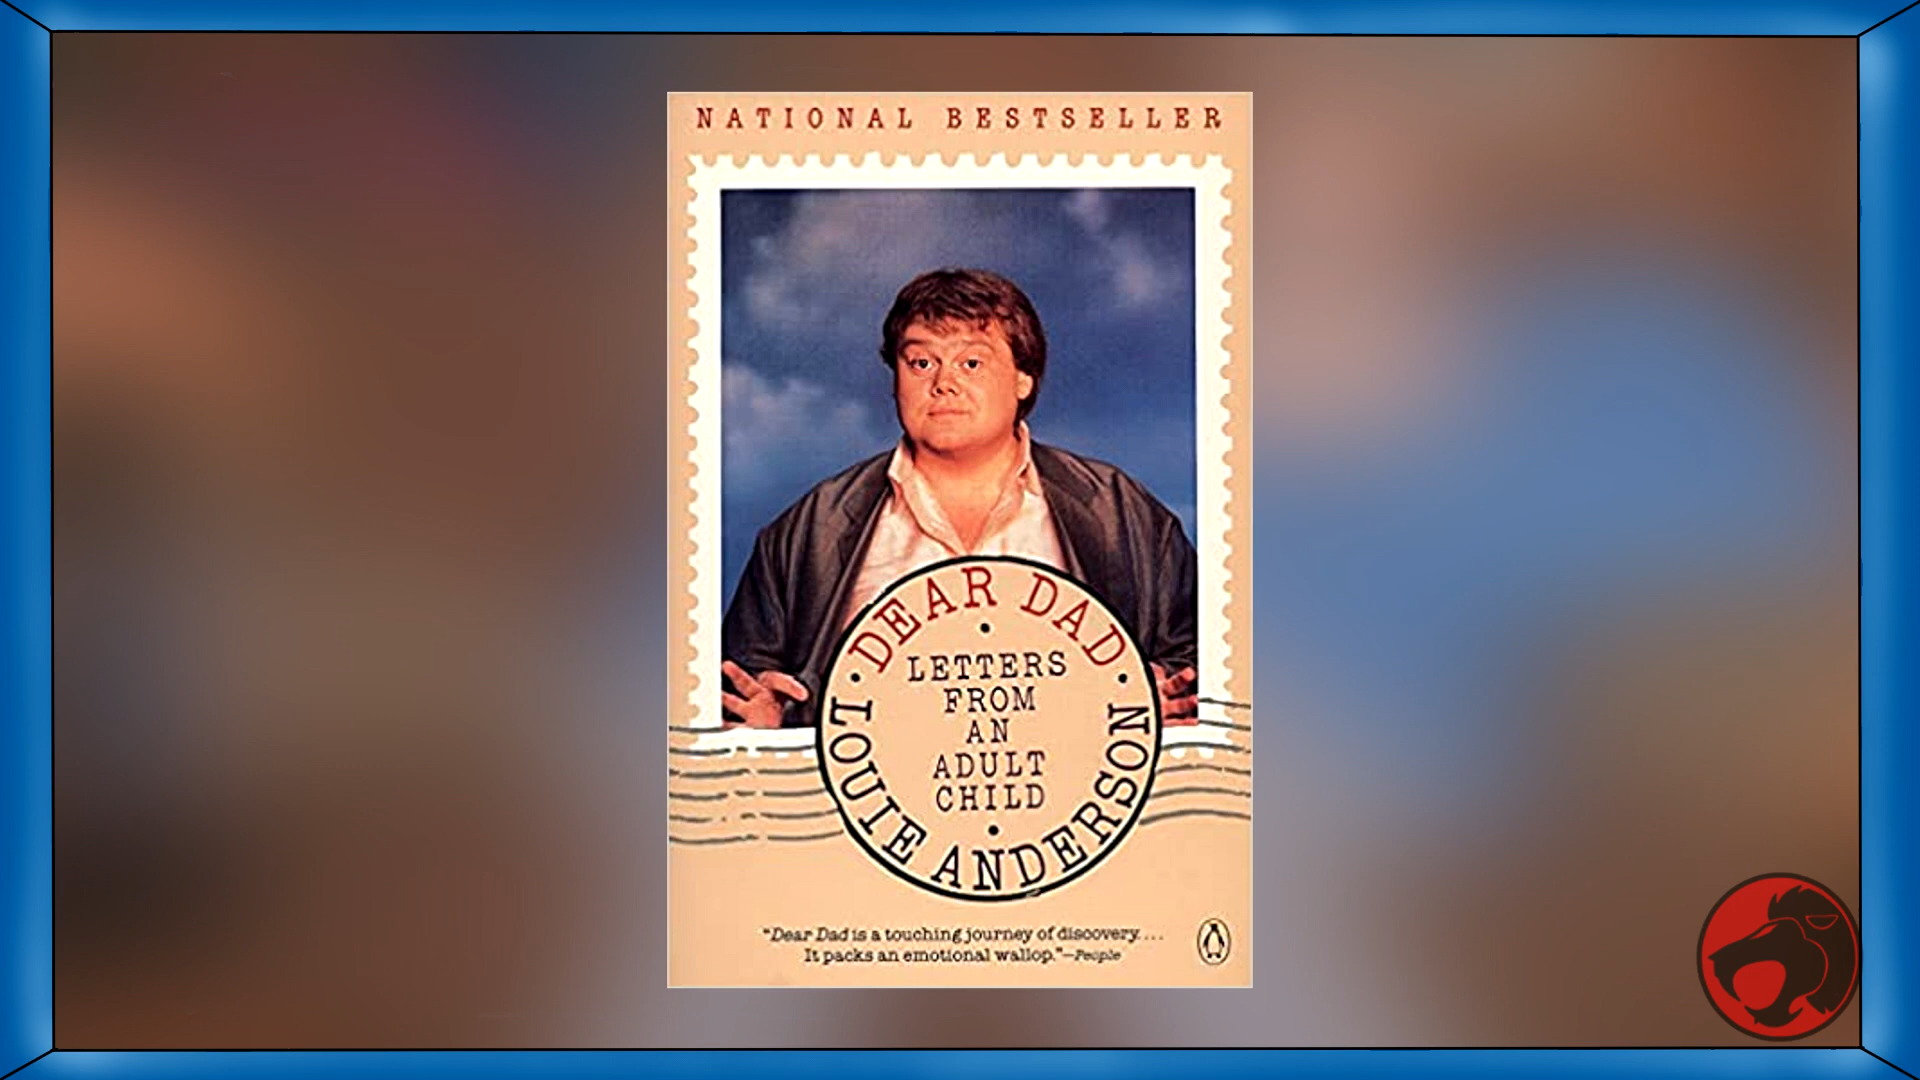 NATIONAL BESTSELLER
DEAR DAD
LETTERS
FROM
AN
ADULT
CHILD
LOUIE ANDERSON
"Dear Dad is a touching journey of discovery. . . .
It packs an emotional wallop."—People